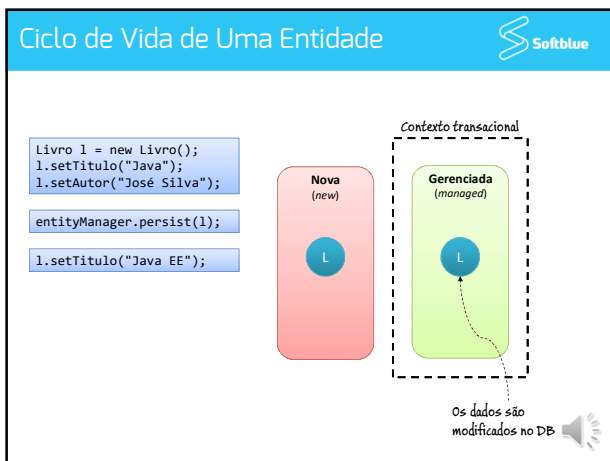 Ciclo de Vida de Uma Entidade
Softblue
Livro l = new Livro();
l.setTitulo("Java");
l.setAutor("José Silva");
entityManager.persist(l);
l.setTitulo("Java EE");
Contexto transacional
Nova
(new)
L
Gerenciada
(managed)
L
Os dados são
modificados no DB